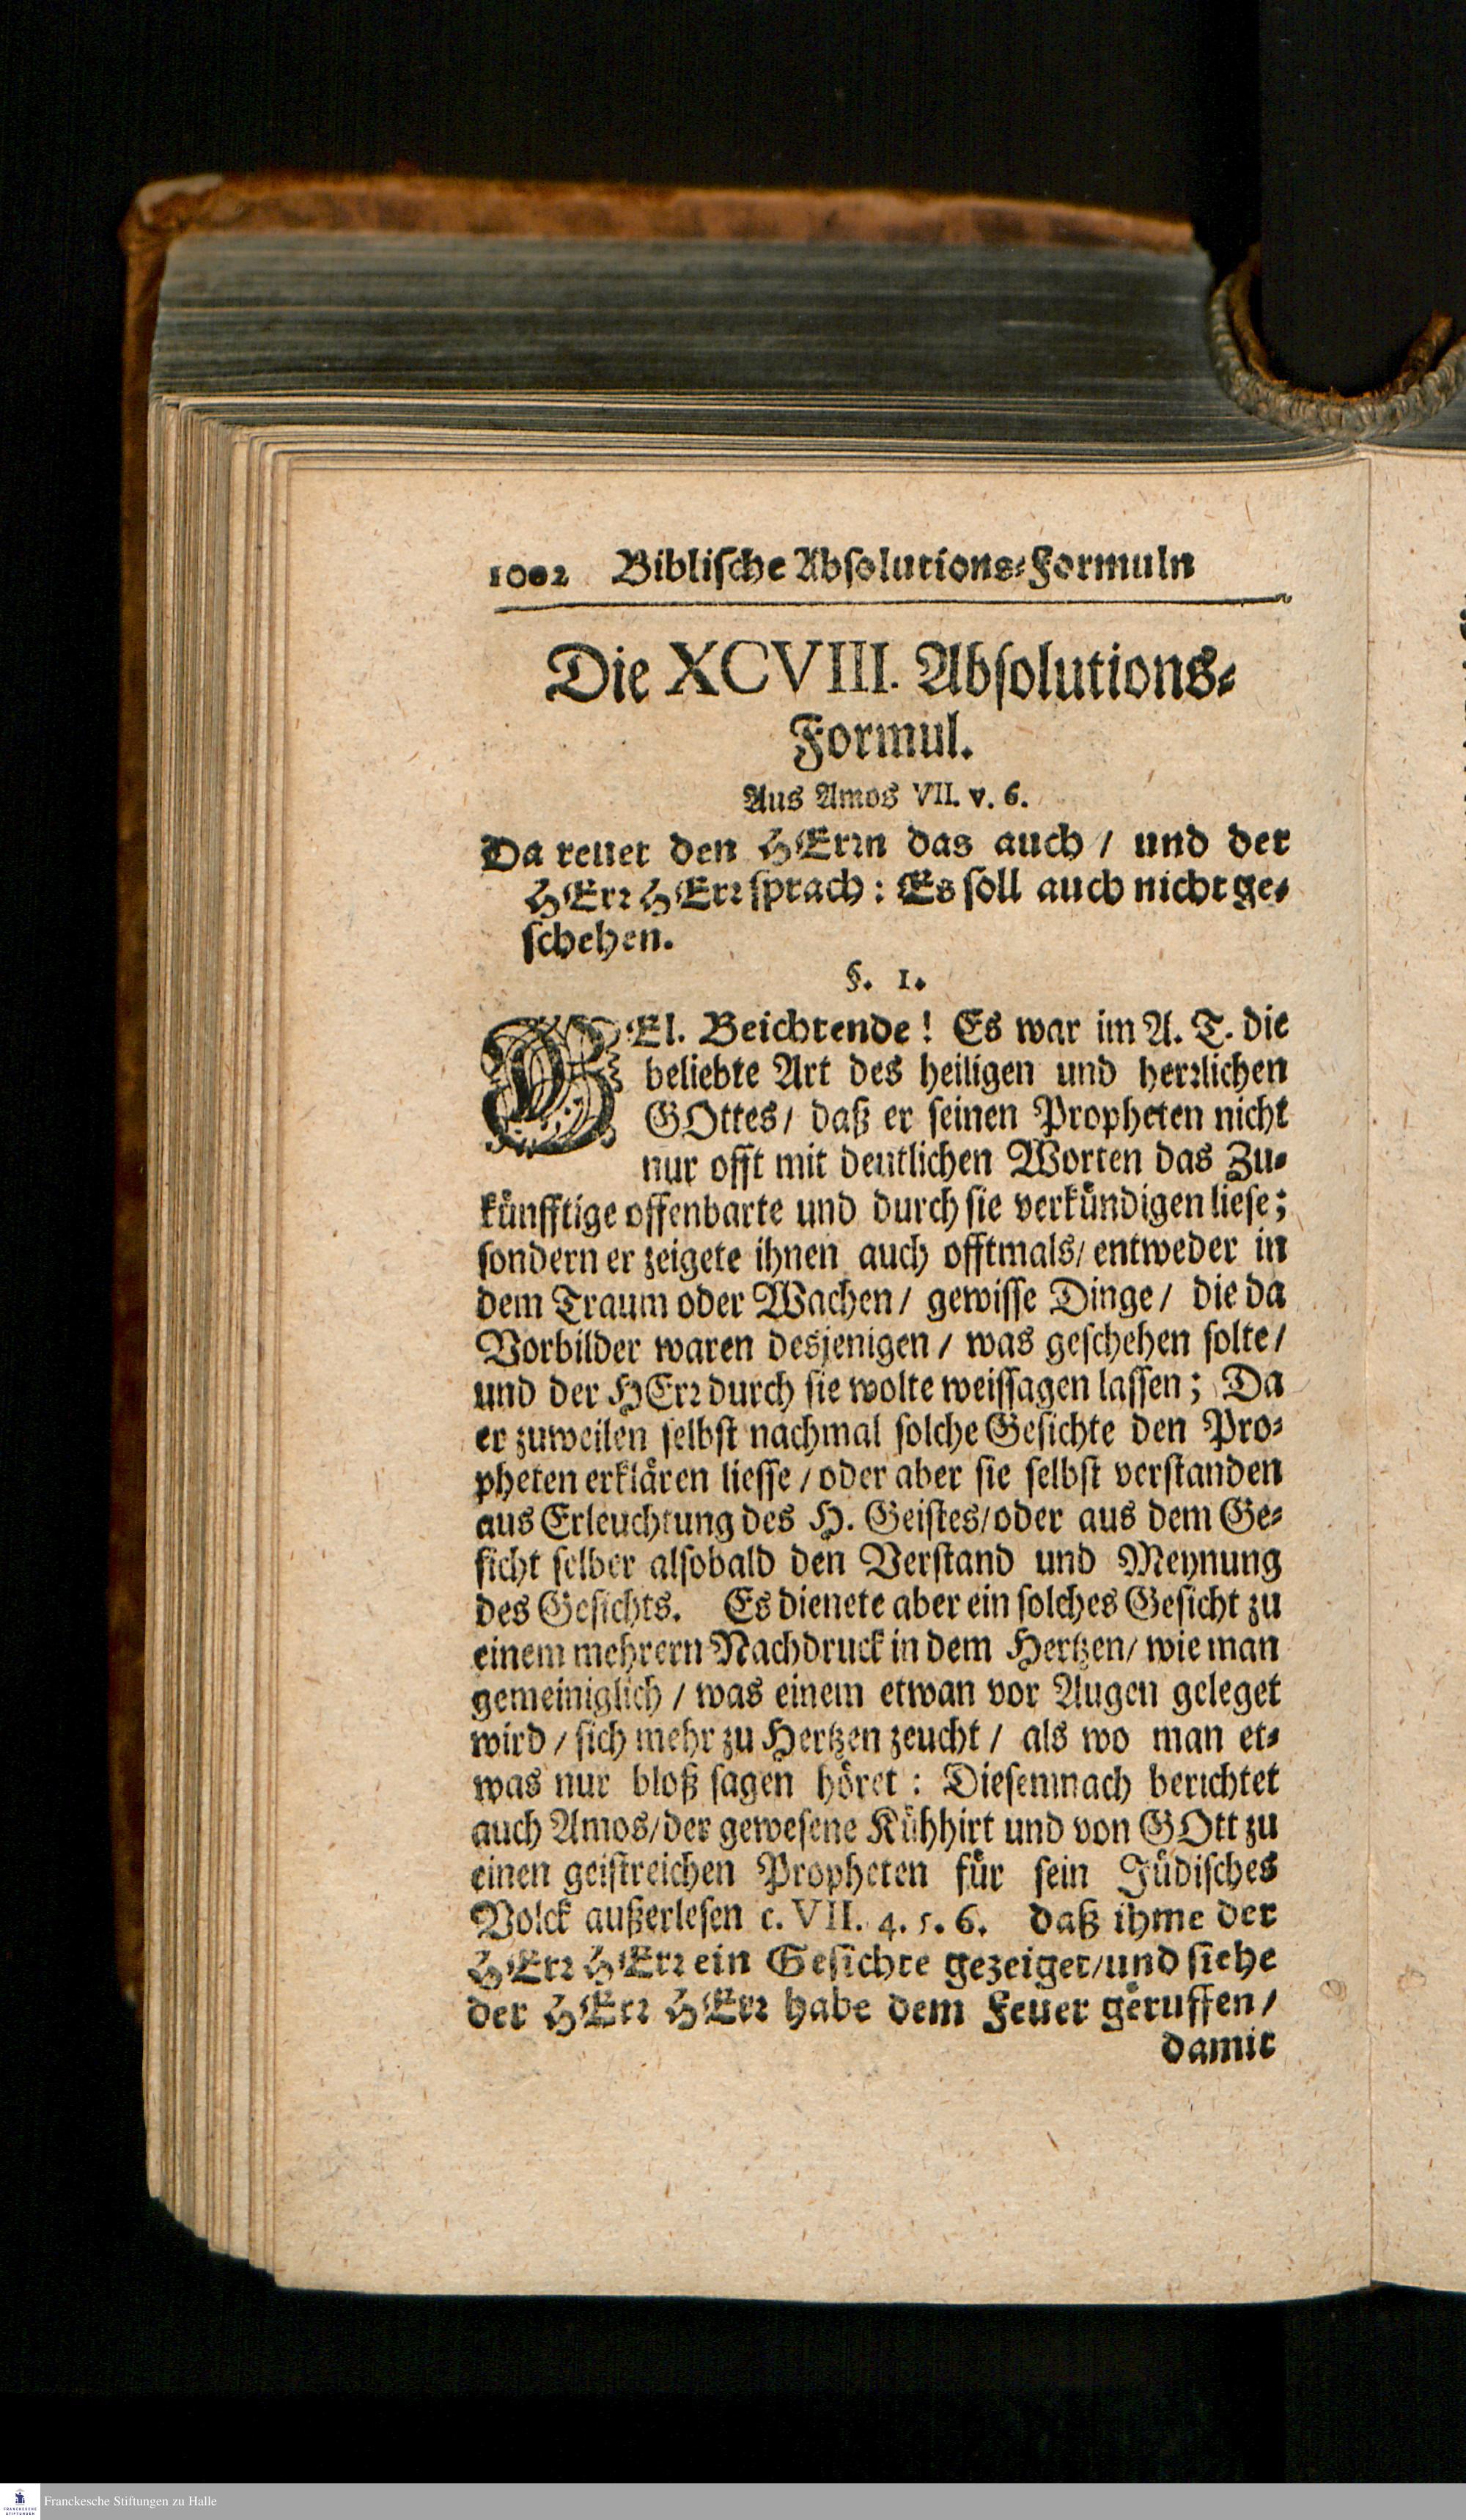 1002 Biblische Absolutions-Formuln
Die XCVIII. Absolutions-
Formul.
Aus Amos VII. v. 6.
Da reuet den HErrn das auch / und der
HErr HErr sprach: Es soll auch nicht ge-
schehen.
§. 1.
GEl. Beichtende! Es war im A. T. die
beliebte Art des heiligen und herrlichen
GOttes / daß er seinen Propheten nicht
nur offt mit deutlichen Worten das Zu-
künfftige offenbarte und durch sie verkündigen liese;
sondern er zeigete ihnen auch offtmals / entweder in
dem Traum oder Wachen / gewisse Dinge / die da
Vorbilder waren desjenigen / was geschehen solte /
und der HErr durch sie wolte weissagen lassen; Da
er zuweilen selbst nachmal solche Gesichte den Pro-
pheten erklären liesse / oder aber sie selbst verstanden
aus Erleuchtung des H. Geistes / oder aus dem Ge-
sicht selber alsobald den Verstand und Meynung
des Gesichts. Es dienete aber ein solches Gesicht zu
einem mehrern Nachdruck in dem Hertzen / wie man
gemeiniglich / was einem etwan vor Augen geleget
wird / sich mehr zu Hertzen zeucht / als wo man et-
was nur bloß sagen höret: Diesemnach berichtet
auch Amos / der gewesene Kühhirt und von GOtt zu
einen geistreichen Propheten für sein Jüdisches
Volck außerlesen c. VII. 4. 5. 6. daß ihme der
HErr HErr ein Gesichte gezeiget / und siehe
der HErr HErr habe dem Feuer geruffen /
damit
Franckesche Stiftungen zu Halle